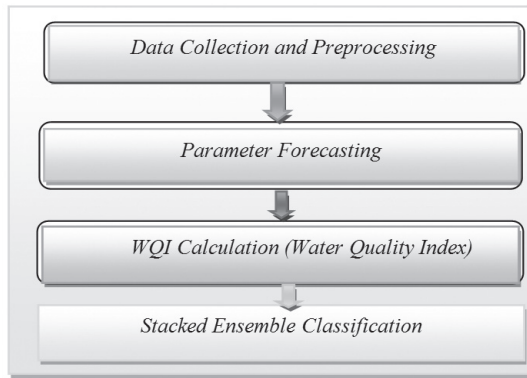 Data Collection and Preprocessing
Parameter Forecasting
WQI Calculation (Water Quality Index)
Stacked Ensemble Classification